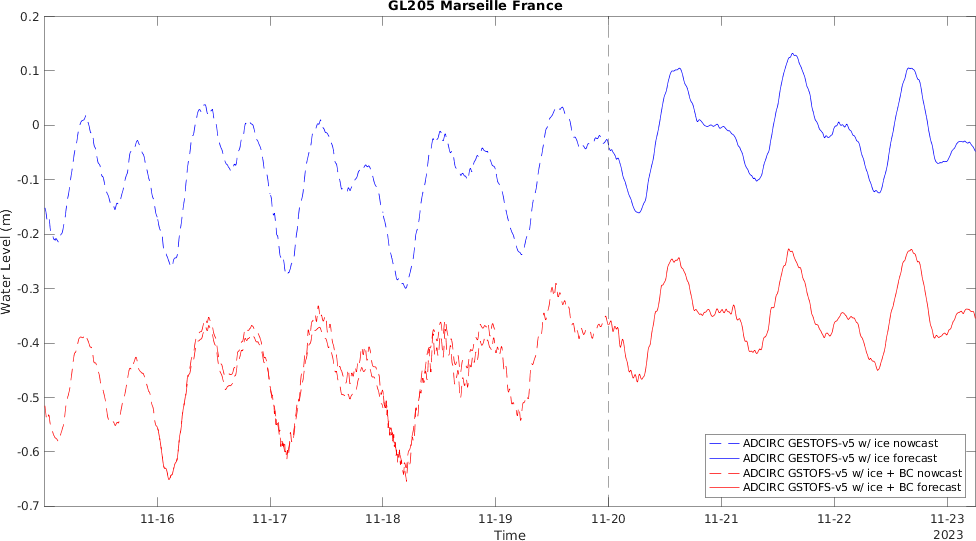 GL205 Marseille France
0.2
0.1
0
-0.1
-0.2
-0.3
-0.4
-0.5
-0.6
-0.7
Water Level (m)
ADCIRC GESTOFS-v5 w/ ice nowcast
ADCIRC GESTOFS-v5 w/ ice forecast
ADCIRC GSTOFS-v5 w/ ice + BC nowcast
ADCIRC GSTOFS-v5 w/ ice + BC forecast
11-16 11-17 11-18 11-19 11-20 11-21 11-22 11-23
Time
2023